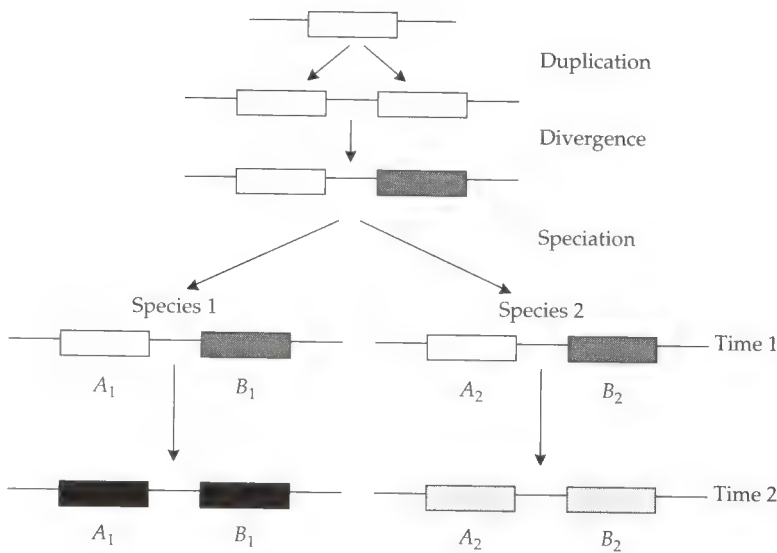 Duplication
Divergence
Speciation
Species 1
Species 2
Time 1
A1
B1
A2
B2
Time 2
A1
B1
A2
B2